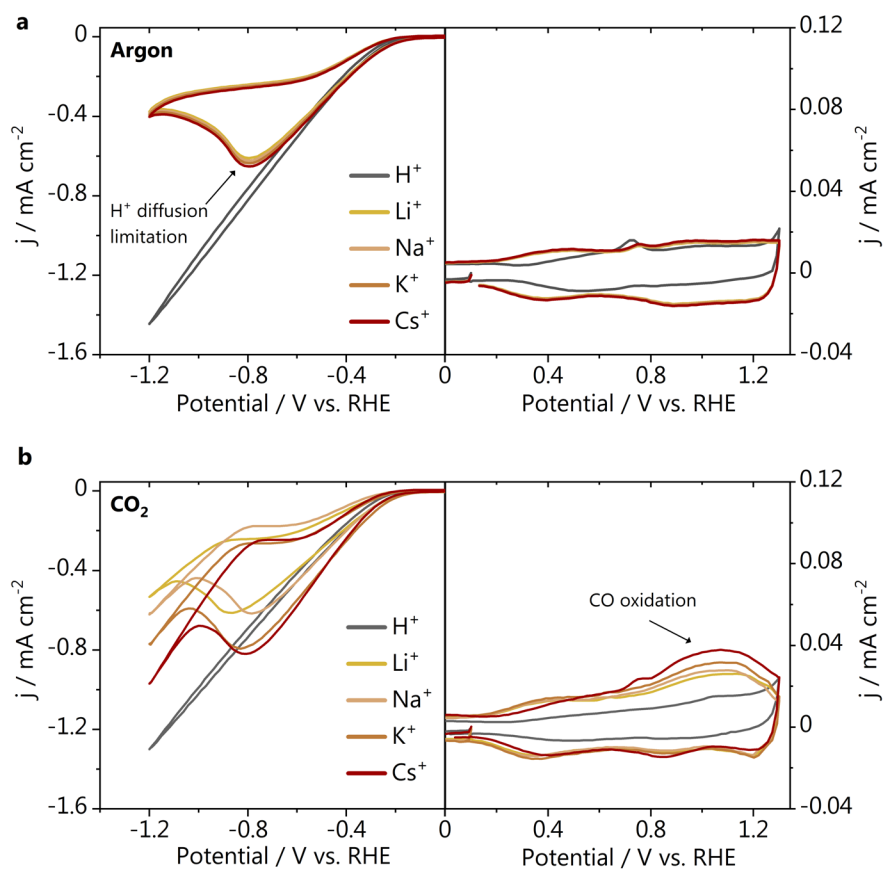 a
Argon
H⁺ diffusion
limitation
H⁺
Li⁺
Na⁺
K⁺
Cs⁺
0
-0.4
-0.8
-1.2
-1.6
j / mA cm⁻²
-1.2
-0.8
-0.4
Potential / V vs. RHE
0.12
0.08
0.04
0
-0.04
j / mA cm⁻²
0
0.4
0.8
1.2
Potential / V vs. RHE
b
CO₂
H⁺
Li⁺
Na⁺
K⁺
Cs⁺
0
-0.4
-0.8
-1.2
-1.6
j / mA cm⁻²
-1.2
-0.8
-0.4
Potential / V vs. RHE
CO oxidation
0.12
0.08
0.04
0
-0.04
j / mA cm⁻²
0
0.4
0.8
1.2
Potential / V vs. RHE